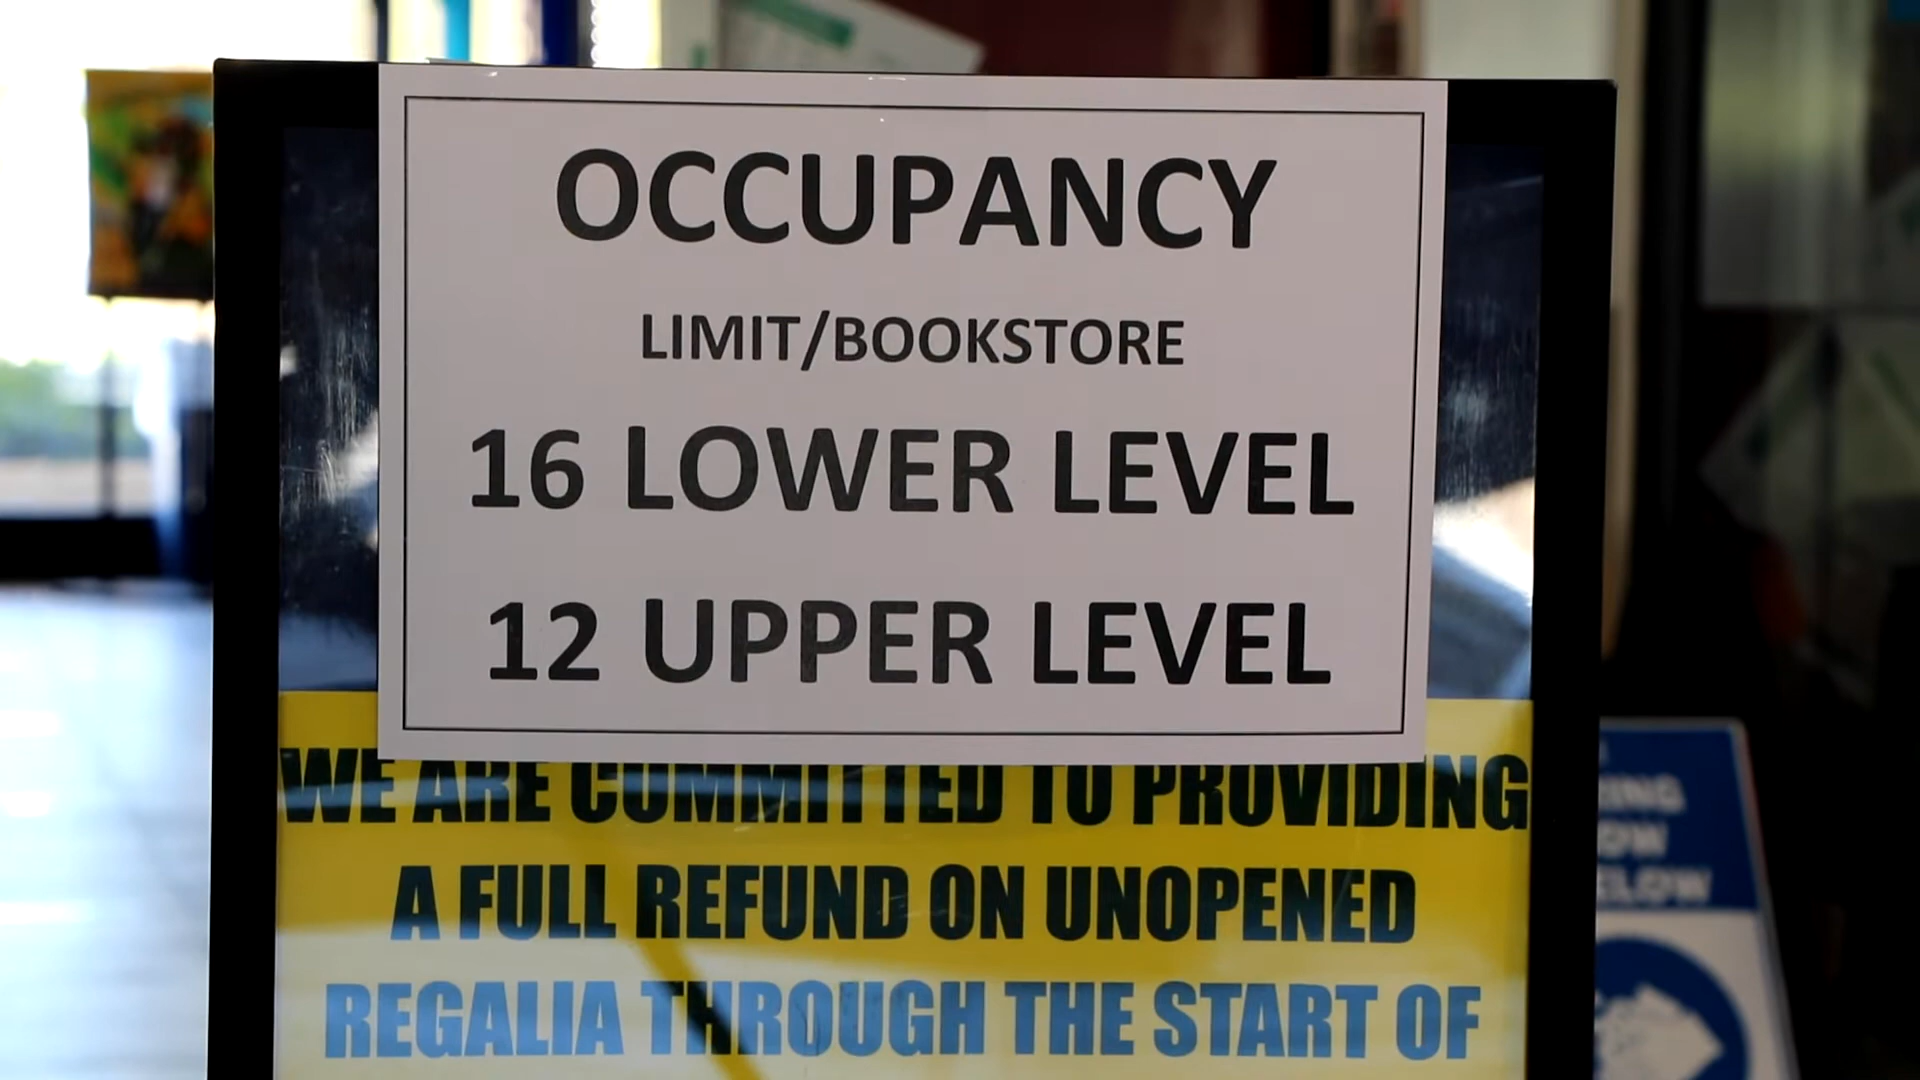 OCCUPANCY
LIMIT/BOOKSTORE
16 LOWER LEVEL
12 UPPER LEVEL
WE ARE COMMITTED TO PROVIDING
A FULL REFUND ON UNOPENED
REGALIA THROUGH THE START OF